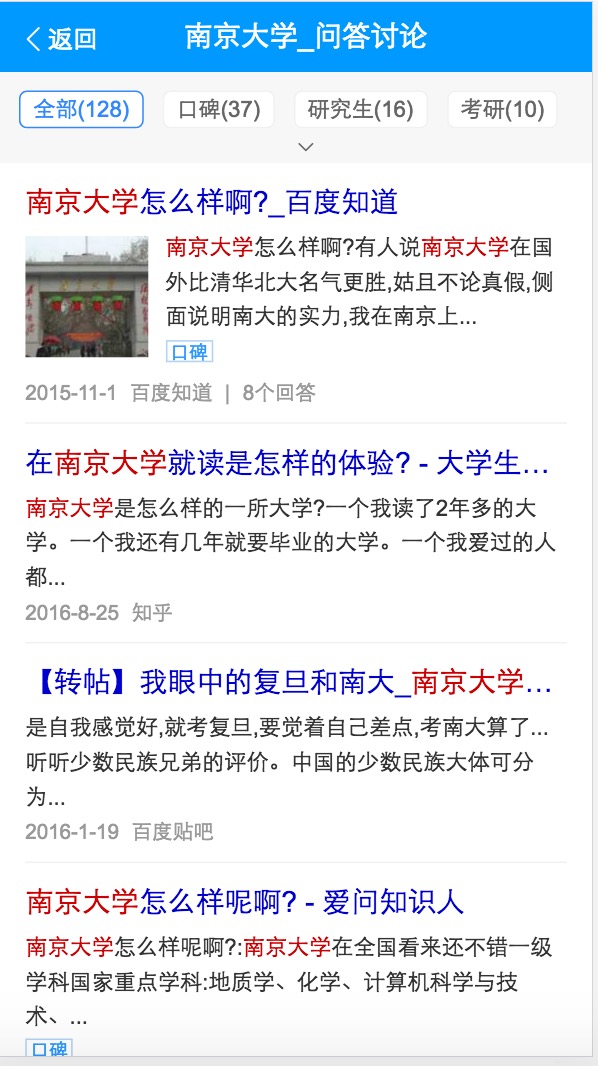 返回
南京大学_问答讨论
全部(128) 口碑(37) 研究生(16) 考研(10)
南京大学怎么样啊?_百度知道
南京大学怎么样啊?有人说南京大学在国
外比清华北大名气更胜,姑且不论真假,侧
面说明南大的实力,我在南京上...
口碑
2015-11-1 百度知道 | 8个回答
在南京大学就读是怎样的体验? - 大学生...
南京大学是怎么样的一所大学?一个我读了2年多的大
学。一个我还有几年就要毕业的大学。一个我爱过的人
都...
2016-8-25 知乎
【转帖】我眼中的复旦和南大_南京大学...
是自我感觉好,就考复旦,要觉着自己差点,考南大算了...
听听少数民族兄弟的评价。中国的少数民族大体可分
为...
2016-1-19 百度贴吧
南京大学怎么样呢啊? - 爱问知识人
南京大学怎么样呢啊?:南京大学在全国看来还不错一级
学科国家重点学科:地质学、化学、计算机科学与技
术、...
口碑